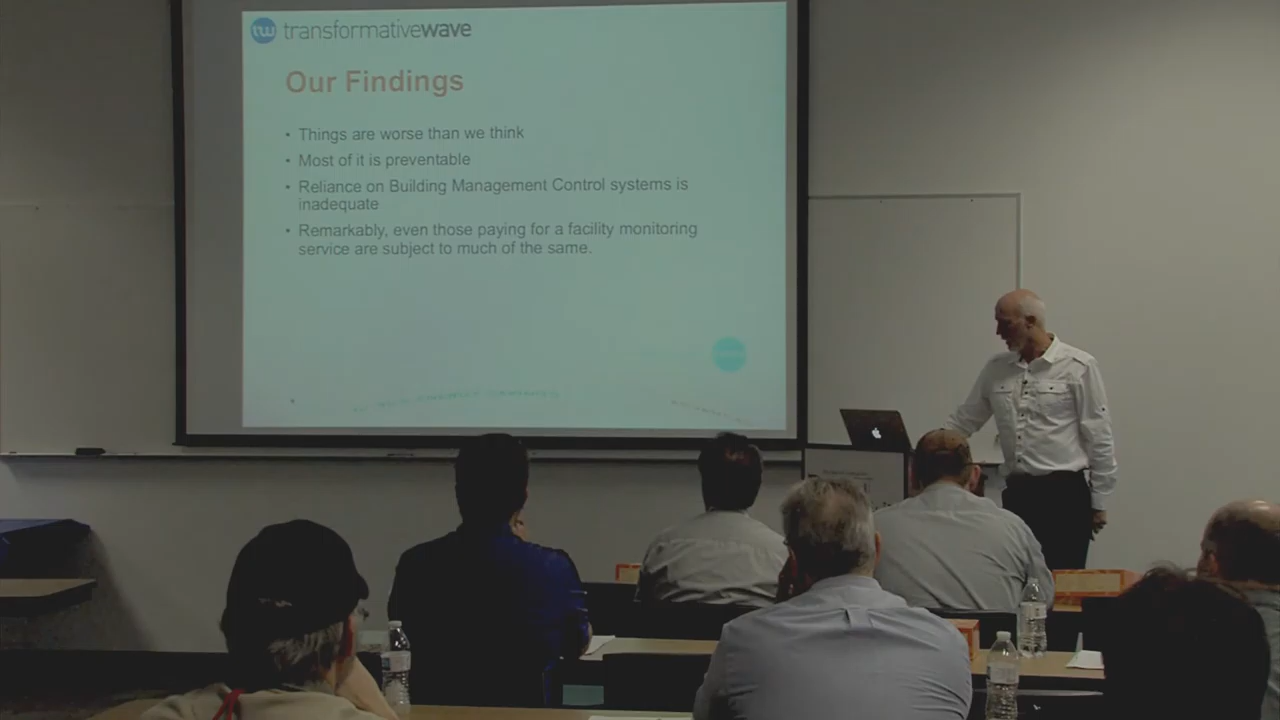 tw transformativewave
Our Findings
• Things are worse than we think
• Most of it is preventable
• Reliance on Building Management Control systems is
inadequate
• Remarkably, even those paying for a facility monitoring
service are subject to much of the same.